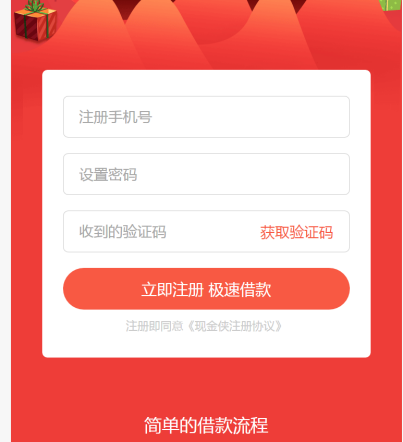 注册手机号
设置密码
收到的验证码 获取验证码
立即注册 极速借款
注册即同意《现金侠注册协议》
简单的借款流程